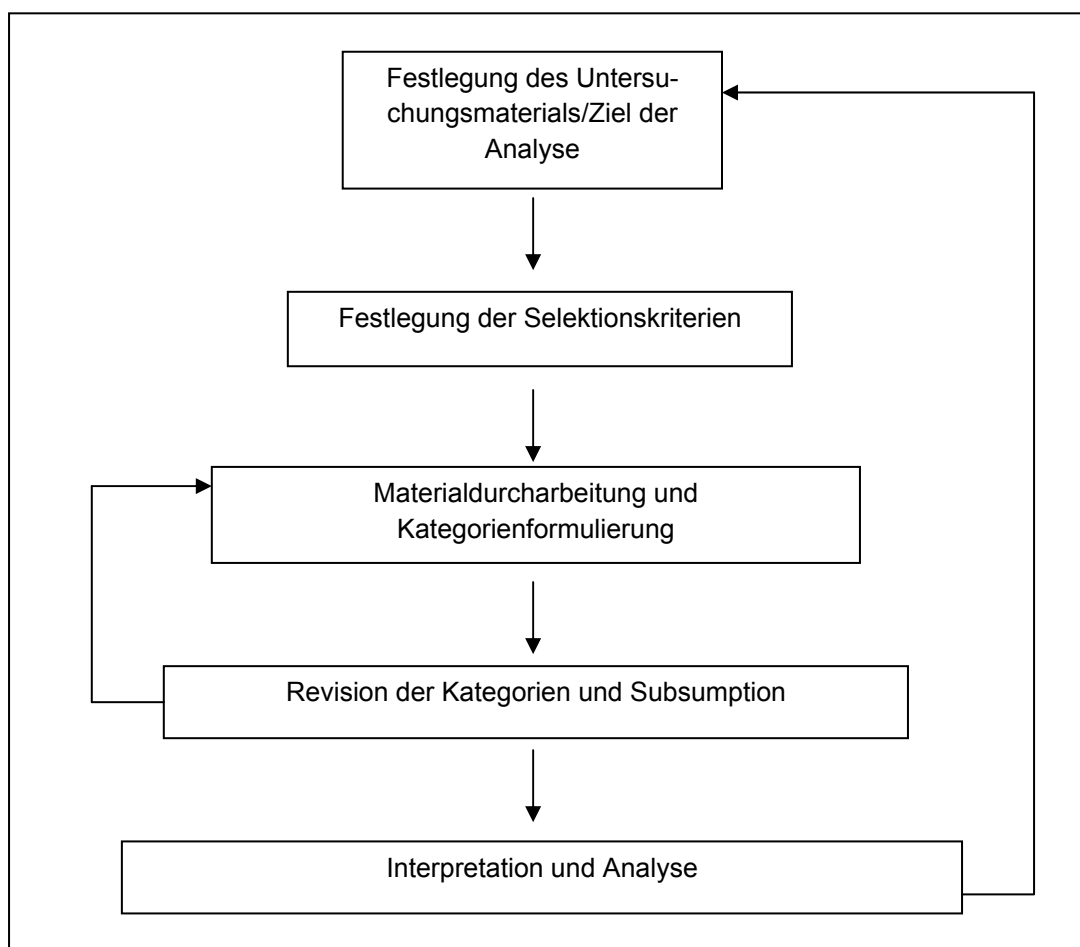 Festlegung des Untersu-
chungsmaterials/Ziel der
Analyse
Festlegung der Selektionskriterien
Materialdurcharbeitung und
Kategorienformulierung
Revision der Kategorien und Subsumption
Interpretation und Analyse